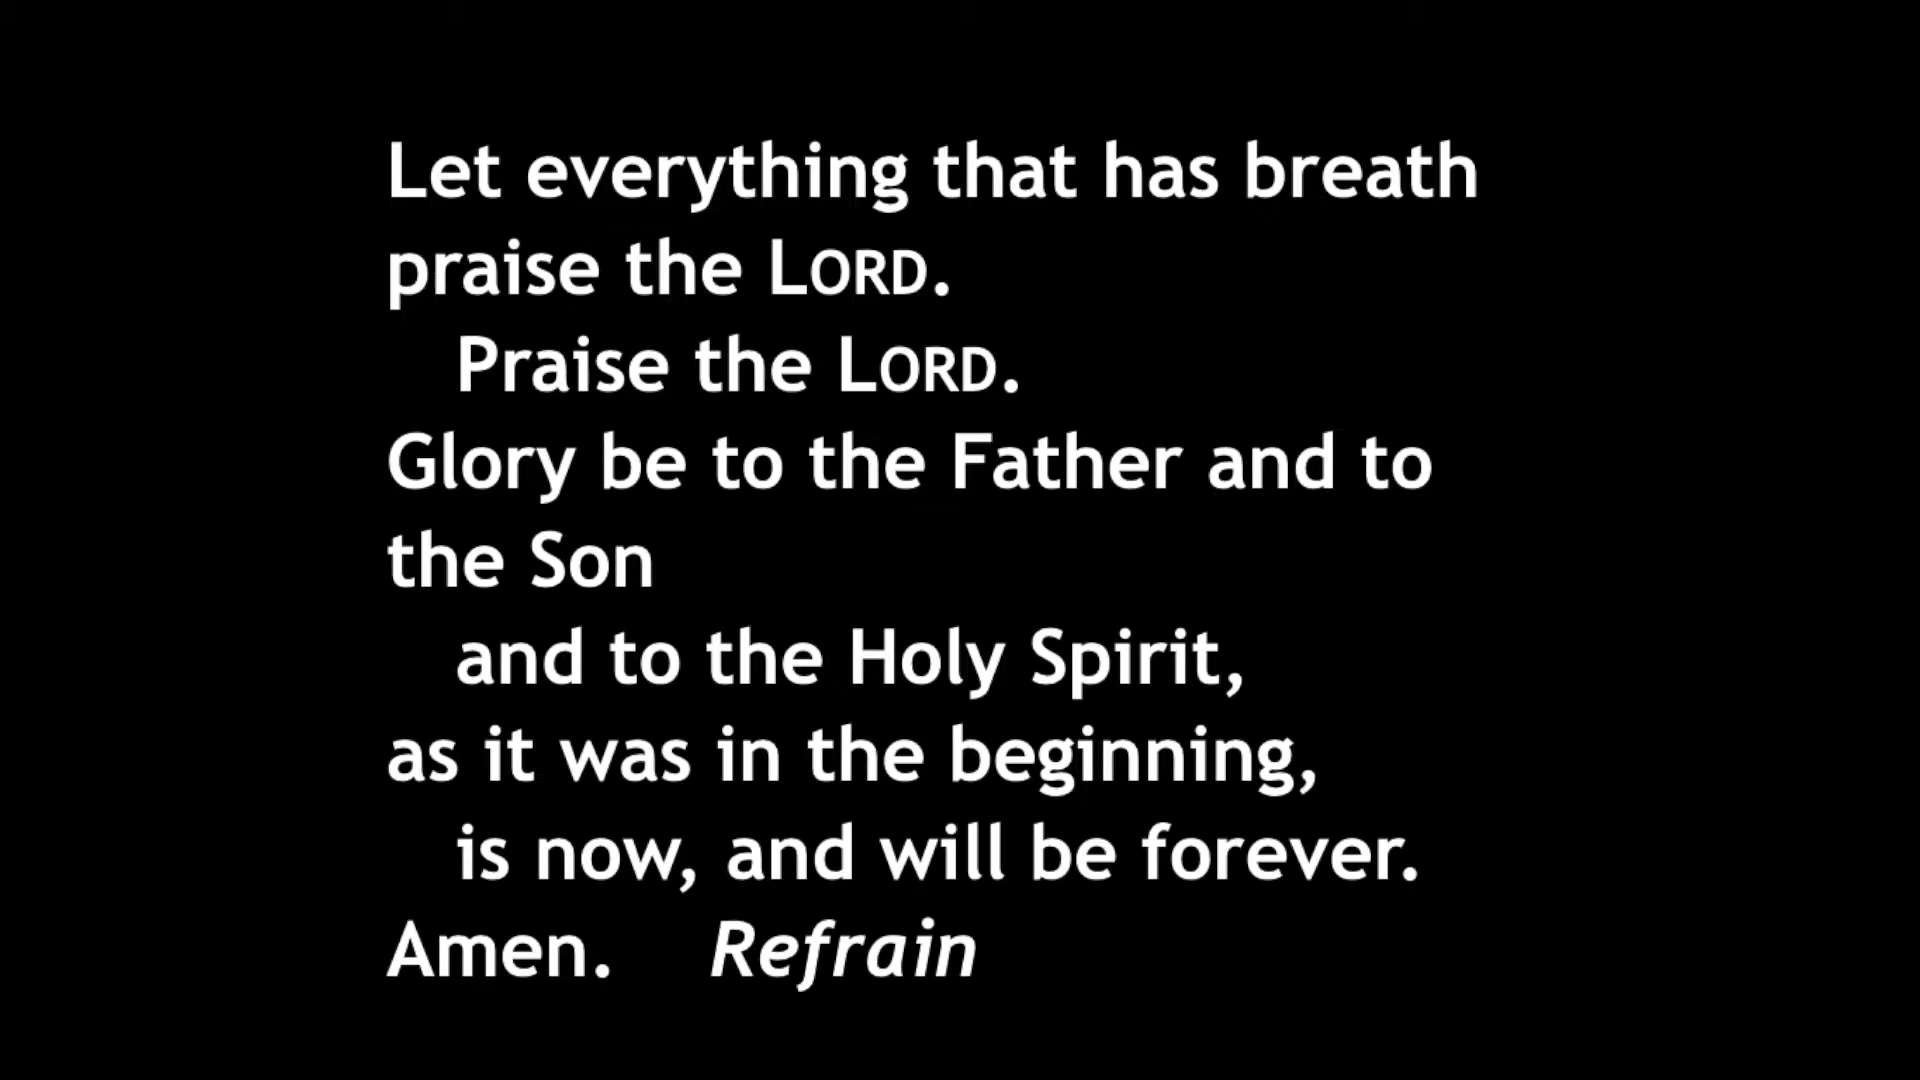 Let everything that has breath
praise the LORD.
Praise the LORD.
Glory be to the Father and to
the Son
and to the Holy Spirit,
as it was in the beginning,
is now, and will be forever.
Amen. Refrain